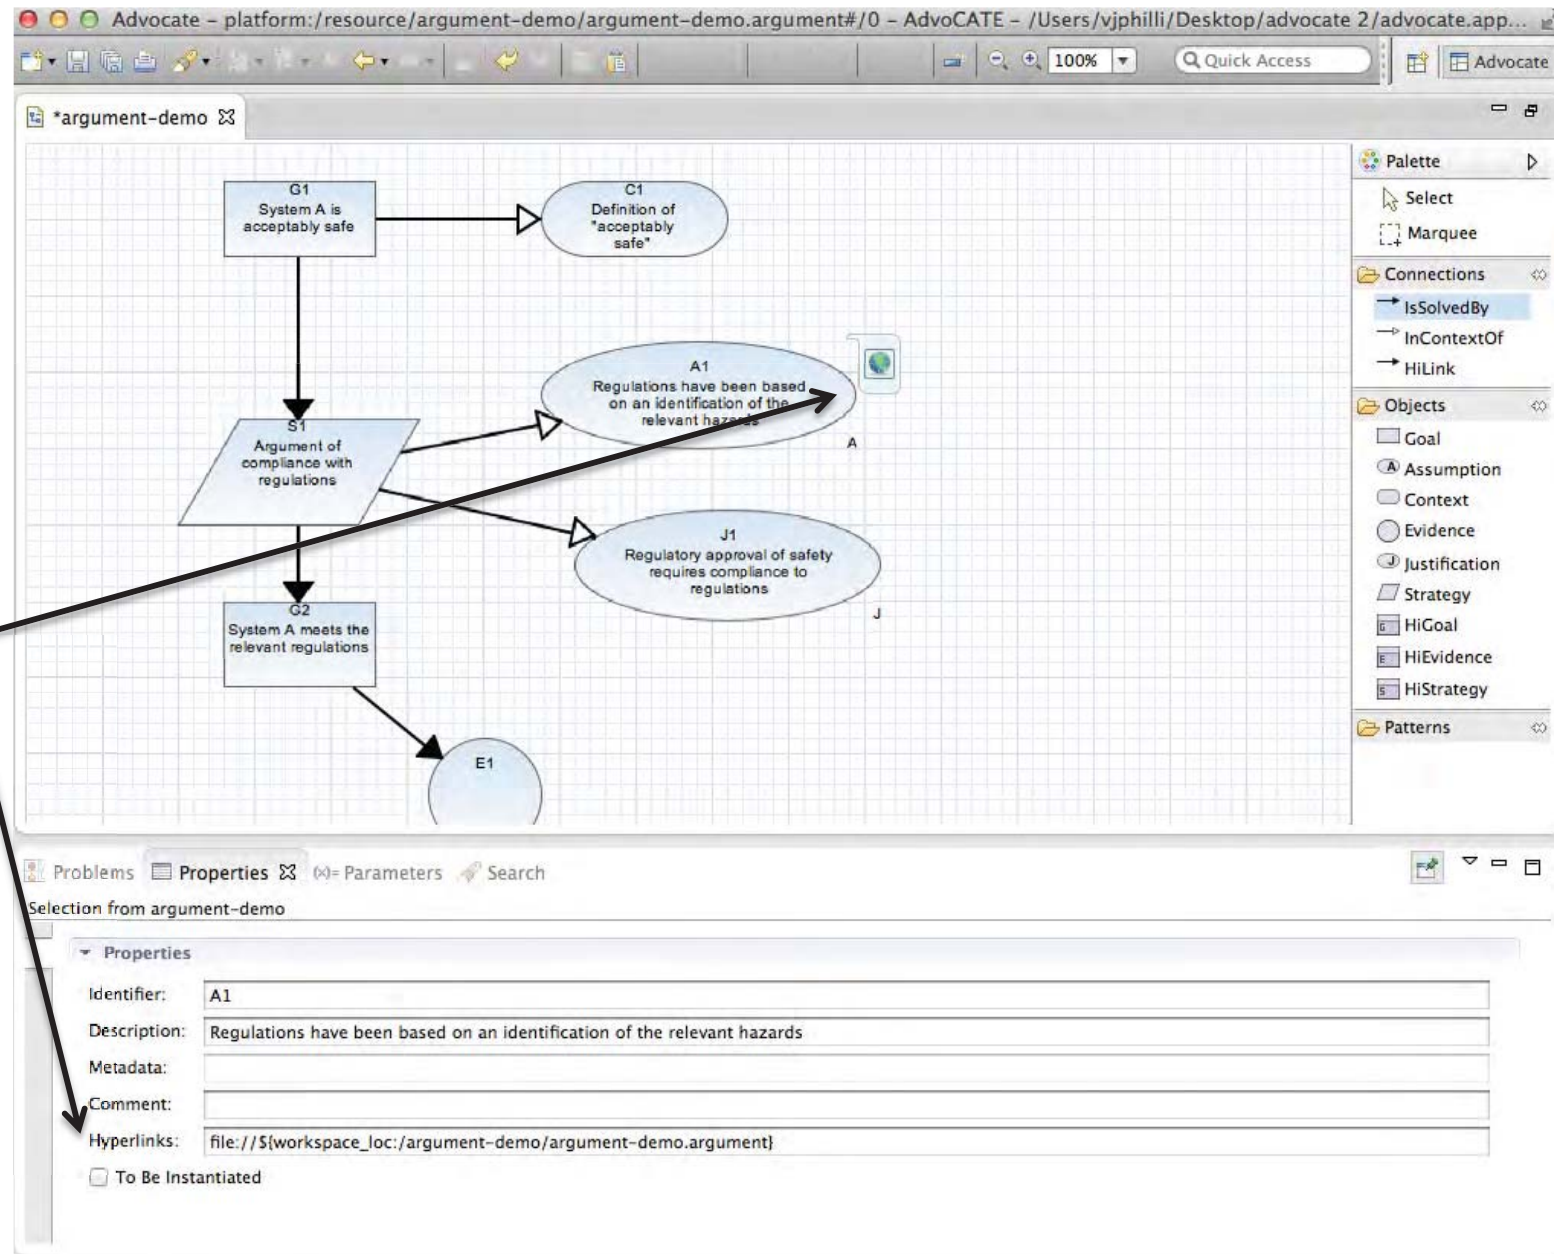 Advocate – platform:/resource/argument-demo/argument-demo.argument#/0 – AdvoCATE – /Users/vjphilli/Desktop/advocate 2/advocate.app...
100%
Quick Access
Advocate
*argument-demo
G1
System A is
acceptably safe
C1
Definition of
"acceptably
safe"
A1
Regulations have been based
on an identification of the
relevant hazards
A
S1
Argument of
compliance with
regulations
J1
Regulatory approval of safety
requires compliance to
regulations
J
G2
System A meets the
relevant regulations
E1
Palette
Select
Marquee
Connections
IsSolvedBy
InContextOf
HiLink
Objects
Goal
A Assumption
Context
Evidence
J Justification
Strategy
G HiGoal
E HiEvidence
S HiStrategy
Patterns
Problems
Properties
(x)= Parameters
Search
Selection from argument-demo
Properties
Identifier: A1
Description: Regulations have been based on an identification of the relevant hazards
Metadata:
Comment:
Hyperlinks: file://${workspace_loc:/argument-demo/argument-demo.argument}
To Be Instantiated